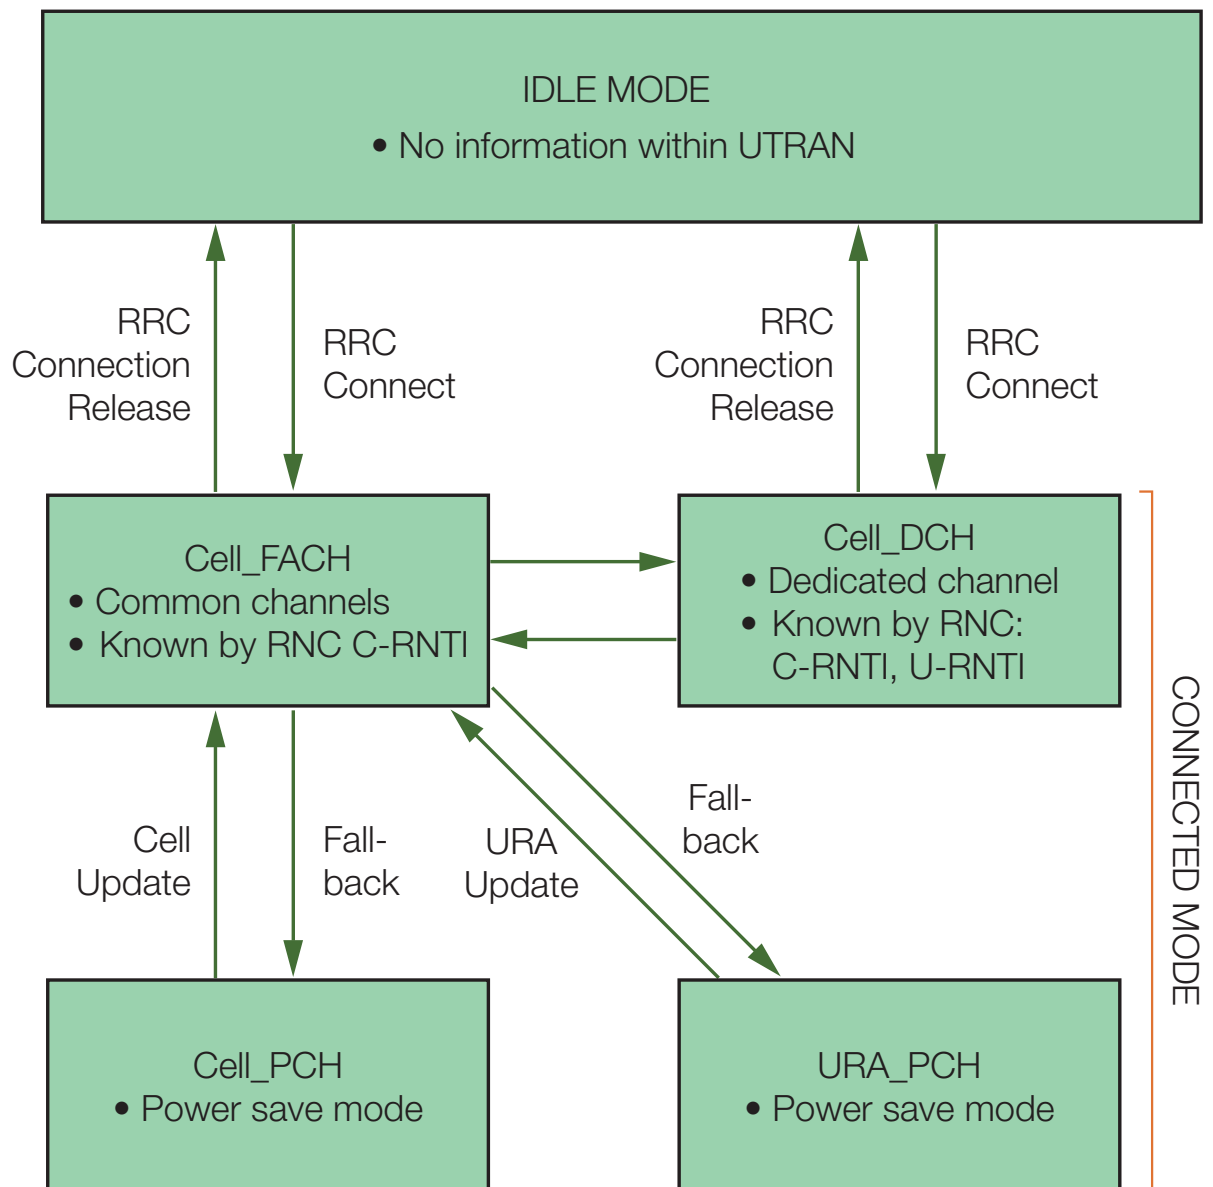 IDLE MODE
• No information within UTRAN
RRC
Connection
Release
RRC
Connect
RRC
Connection
Release
RRC
Connect
Cell_FACH
• Common channels
• Known by RNC C-RNTI
Cell_DCH
• Dedicated channel
• Known by RNC:
C-RNTI, U-RNTI
CONNECTED MODE
Cell
Update
Fall-
back
URA
Update
Fall-
back
Cell_PCH
• Power save mode
URA_PCH
• Power save mode